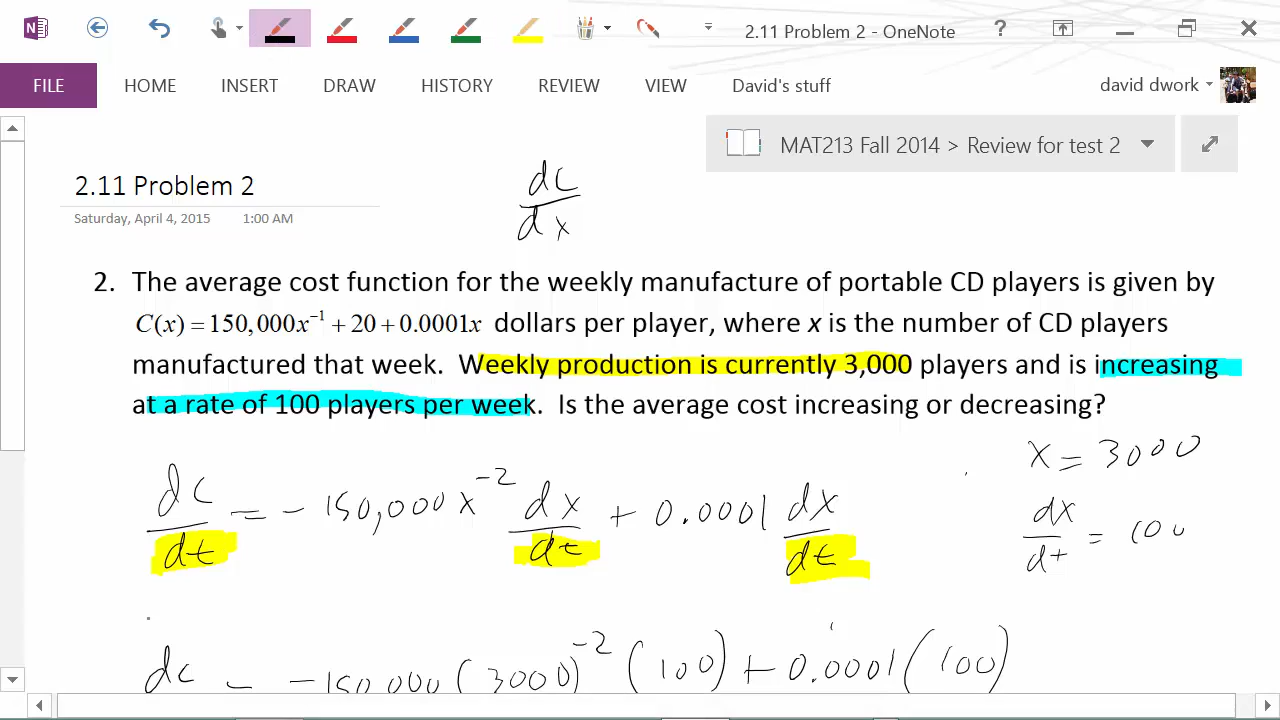 2.11 Problem 2 - OneNote
?
FILE HOME INSERT DRAW HISTORY REVIEW VIEW David's stuff david dwork
MAT213 Fall 2014 > Review for test 2
2.11 Problem 2
Saturday, April 4, 2015 1:00 AM
dC
dx
2. The average cost function for the weekly manufacture of portable CD players is given by
C(x) = 150,000x⁻¹ + 20 + 0.0001x dollars per player, where x is the number of CD players
manufactured that week. Weekly production is currently 3,000 players and is increasing
at a rate of 100 players per week. Is the average cost increasing or decreasing?
x = 3000
dC/dt = -150,000x⁻² dx/dt + 0.0001 dx/dt
dx/dt = 100
dC = -150,000(3000)⁻²(100) + 0.0001(100)